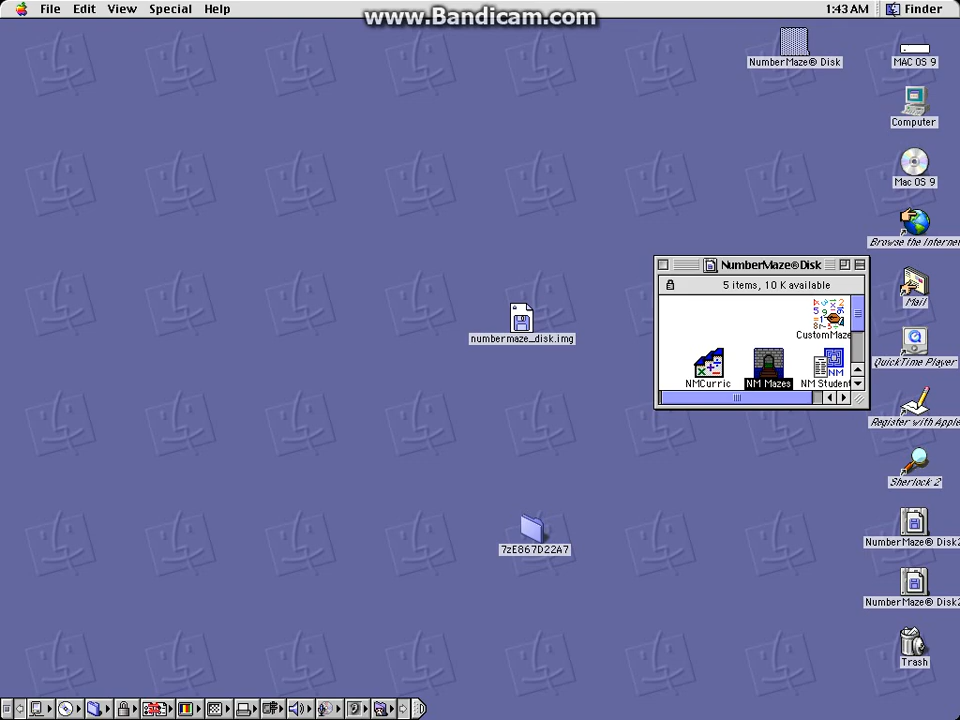 File Edit View Special Help
www.Bandicam.com
1:43 AM Finder
NumberMaze® Disk
MAC OS 9
Computer
Mac OS 9
Browse the Internet
Mail
QuickTime Player
Register with Apple
Sherlock 2
NumberMaze® Disk2
NumberMaze® Disk2
Trash
NumberMaze®Disk
5 items, 10 K available
CustomMaze
NMCurric
NM Mazes
NM Student
NM
numbermaze_disk.img
7zE867D22A7